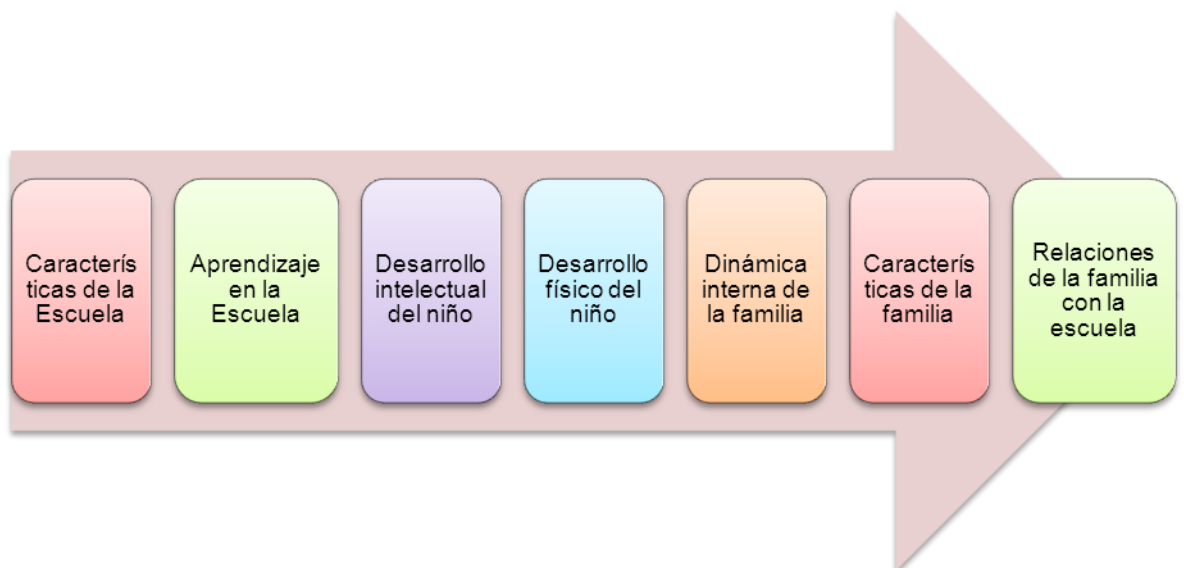 Caracterís
ticas de la
Escuela
Aprendizaje
en la
Escuela
Desarrollo
intelectual
del niño
Desarrollo
físico del
niño
Dinámica
interna de
la familia
Caracterís
ticas de la
familia
Relaciones
de la familia
con la
escuela